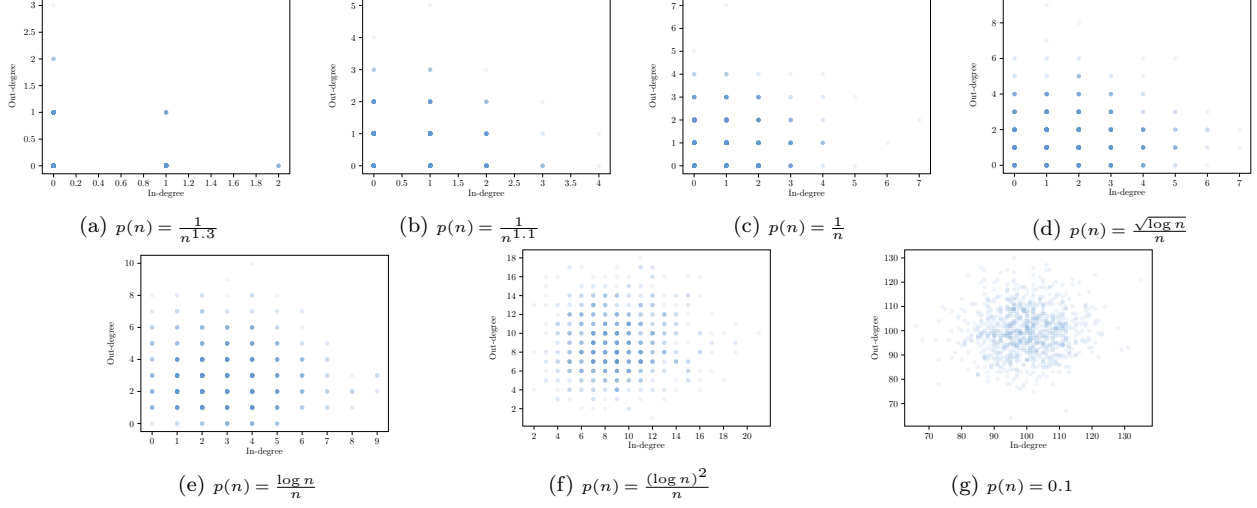 3
2.5
2
1.5
1
0.5
0
Out-degree
0 0.2 0.4 0.6 0.8 1 1.2 1.4 1.6 1.8 2
In-degree
(a) p(n) = 1/n^1.3
5
4
3
2
1
0
Out-degree
0 0.5 1 1.5 2 2.5 3 3.5 4
In-degree
(b) p(n) = 1/n^1.1
7
6
5
4
3
2
1
0
Out-degree
0 1 2 3 4 5 6 7
In-degree
(c) p(n) = 1/n
8
6
4
2
0
Out-degree
0 1 2 3 4 5 6 7
In-degree
(d) p(n) = √log n/n
10
8
6
4
2
0
Out-degree
0 1 2 3 4 5 6 7 8 9
In-degree
(e) p(n) = log n/n
18
16
14
12
10
8
6
4
2
Out-degree
2 4 6 8 10 12 14 16 18 20
In-degree
(f) p(n) = (log n)^2/n
130
120
110
100
90
80
70
Out-degree
70 80 90 100 110 120 130
In-degree
(g) p(n) = 0.1